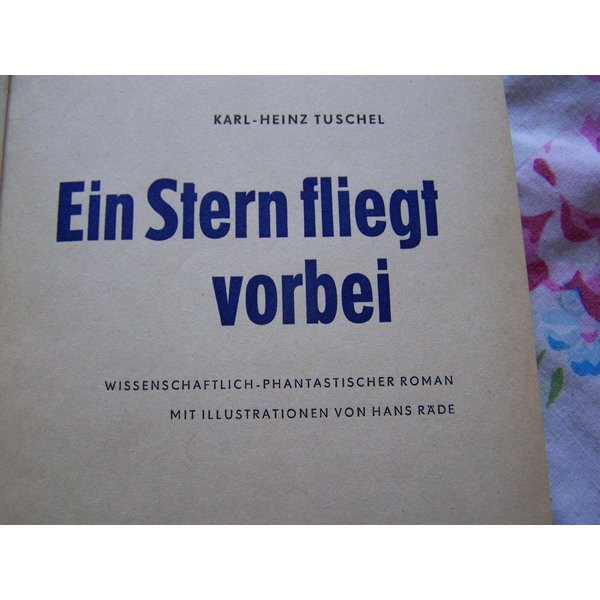 KARL-HEINZ TUSCHEL
Ein Stern fliegt
vorbei
WISSENSCHAFTLICH-PHANTASTISCHER ROMAN
MIT ILLUSTRATIONEN VON HANS RÄDE